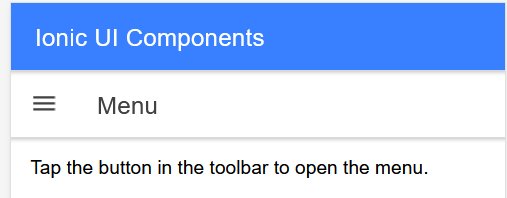 Ionic UI Components
Menu
Tap the button in the toolbar to open the menu.